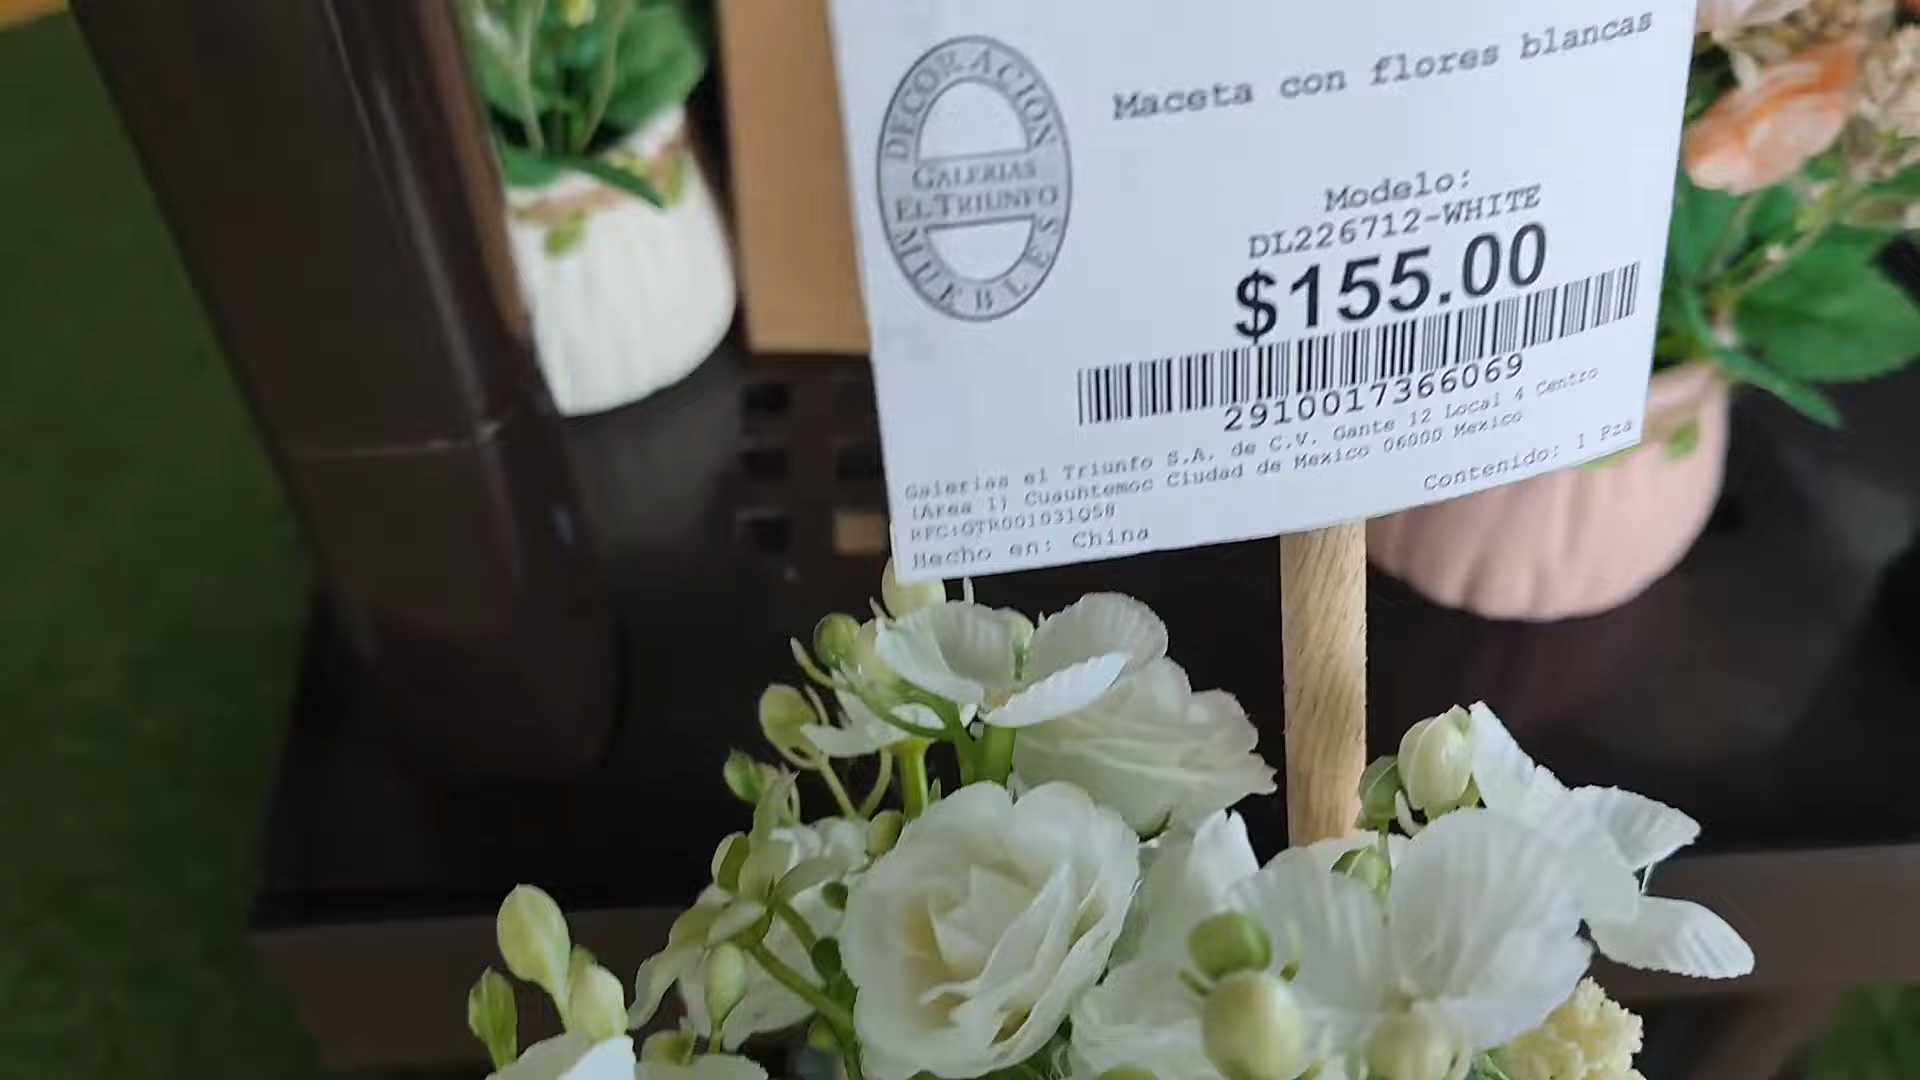 DECORACION
GALERIAS
EL TRIUNFO
MUEBLES
Maceta con flores blancas
Modelo:
DL226712-WHITE
$155.00
2910017366069
Galerias el Triunfo S.A. de C.V. Gante 12 Local 4 Centro
(Area 1) Cuauhtemoc Ciudad de Mexico 06000 Mexico
RFC:GTR001031Q58
Contenido: 1 Pza
Hecho en: China